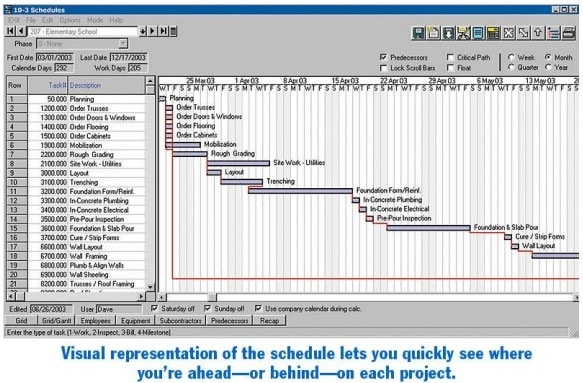 10-3 Schedules
EXit File Edit Options Mode Help
207 - Elementary School
Phase 0 - None
First Date 03/01/2003 Last Date 12/17/2003
Calendar Days 292 Work Days 205
Predecessors Critical Path Week Month
Lock Scroll Bars Float Quarter Year
Row Task# Description
25 Mar 03 1 Apr 03 8 Apr 03 15 Apr 03 22 Apr 03 29 Apr 03 6 May 03 13 May 03
1 50.000 Planning
2 1200.000 Order Trusses
3 1300.000 Order Doors & Windows
4 1400.000 Order Flooring
5 1500.000 Order Cabinets
6 1900.000 Mobilization
7 2200.000 Rough Grading
8 2100.000 Site Work - Utilities
9 3000.000 Layout
10 3100.000 Trenching
11 3200.000 Foundation Form/Reinf.
12 3300.000 In-Concrete Plumbing
13 3400.000 In-Concrete Electrical
14 3500.000 Pre-Pour Inspection
15 3600.000 Foundation & Slab Pour
16 3700.000 Cure / Strip Forms
17 6600.000 Wall Layout
18 6700.000 Wall Framing
19 6800.000 Plumb & Align Walls
20 6900.000 Wall Sheeting
21 8200.000 Trusses / Roof Framing
Planning
Order Trusses
Order Doors & Windows
Order Flooring
Order Cabinets
Mobilization
Rough Grading
Site Work - Utilities
Layout
Trenching
Foundation Form/Reinf.
In-Concrete Plumbing
In-Concrete Electrical
Pre-Pour Inspection
Foundation & Slab Pour
Cure / Strip Forms
Wall Layout
Edited 06/26/2003 User Dave Saturday off Sunday off Use company calendar during calc.
Grid Grid/Gantt Employees Equipment Subcontractors Predecessors Recap
Enter the type of task (1-Work, 2-Inspect, 3-Bill, 4-Milestone)
Visual representation of the schedule lets you quickly see where
you're ahead—or behind—on each project.